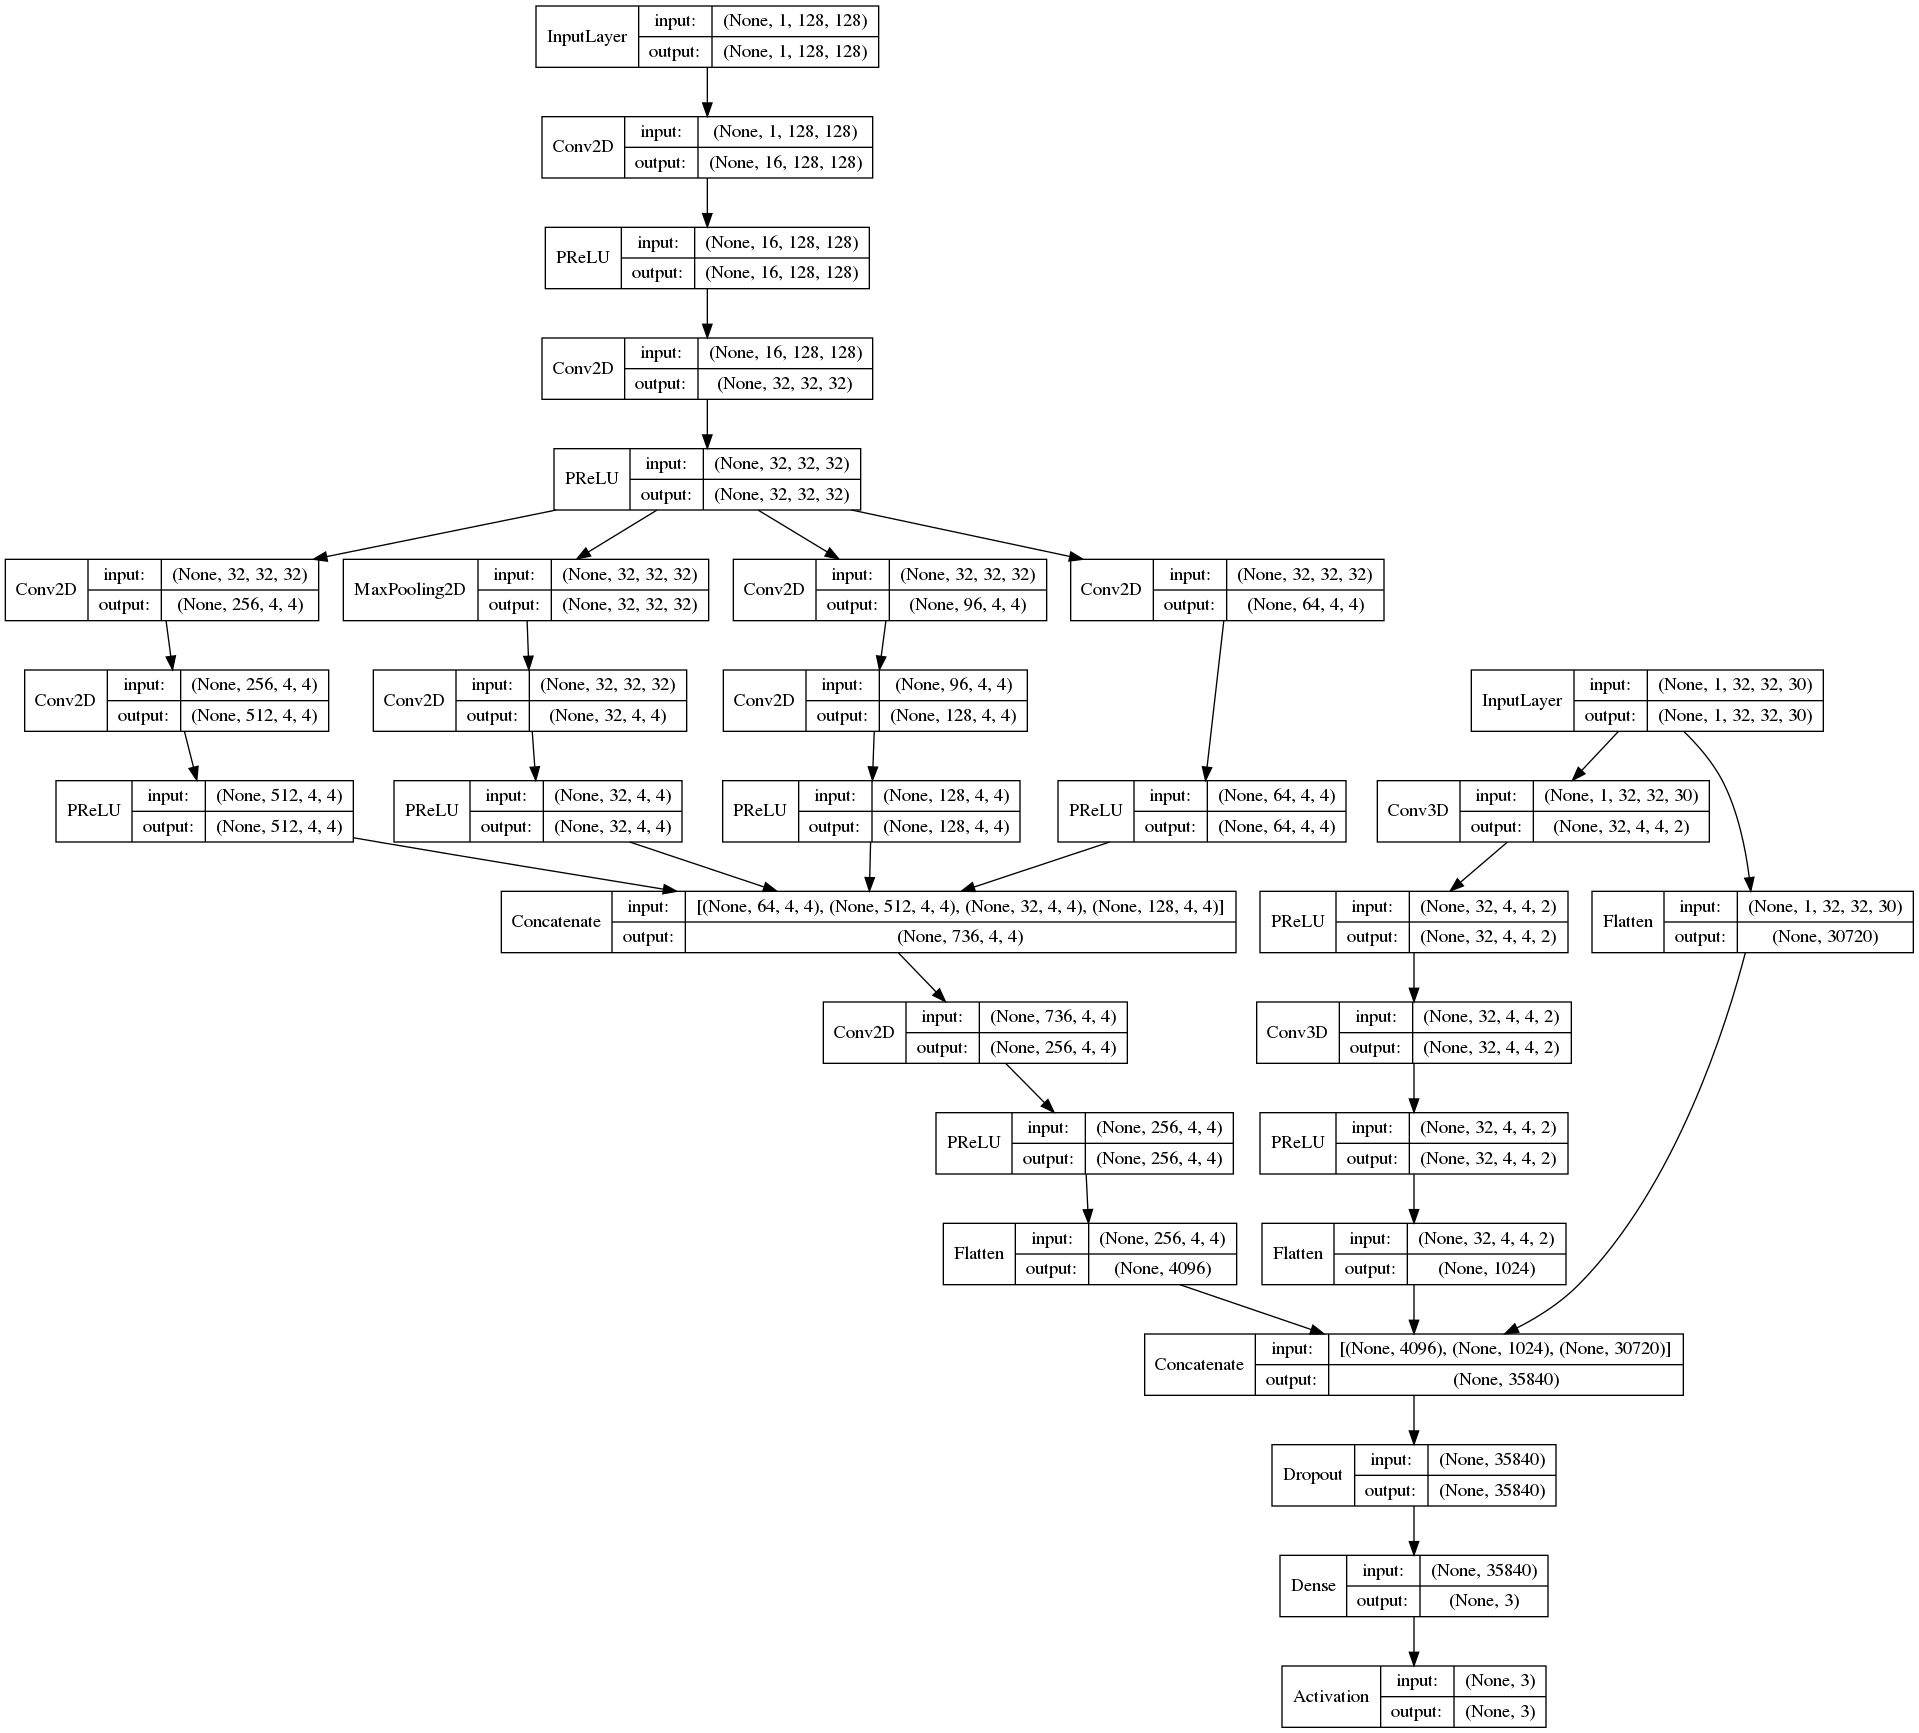 InputLayer input: (None, 1, 128, 128)
output: (None, 1, 128, 128)
Conv2D input: (None, 1, 128, 128)
output: (None, 16, 128, 128)
PReLU input: (None, 16, 128, 128)
output: (None, 16, 128, 128)
Conv2D input: (None, 16, 128, 128)
output: (None, 32, 32, 32)
PReLU input: (None, 32, 32, 32)
output: (None, 32, 32, 32)
Conv2D input: (None, 32, 32, 32)
output: (None, 256, 4, 4)
MaxPooling2D input: (None, 32, 32, 32)
output: (None, 32, 32, 32)
Conv2D input: (None, 32, 32, 32)
output: (None, 96, 4, 4)
Conv2D input: (None, 32, 32, 32)
output: (None, 64, 4, 4)
Conv2D input: (None, 256, 4, 4)
output: (None, 512, 4, 4)
Conv2D input: (None, 32, 32, 32)
output: (None, 32, 4, 4)
Conv2D input: (None, 96, 4, 4)
output: (None, 128, 4, 4)
InputLayer input: (None, 1, 32, 32, 30)
output: (None, 1, 32, 32, 30)
PReLU input: (None, 512, 4, 4)
output: (None, 512, 4, 4)
PReLU input: (None, 32, 4, 4)
output: (None, 32, 4, 4)
PReLU input: (None, 128, 4, 4)
output: (None, 128, 4, 4)
PReLU input: (None, 64, 4, 4)
output: (None, 64, 4, 4)
Conv3D input: (None, 1, 32, 32, 30)
output: (None, 32, 4, 4, 2)
Concatenate input: [(None, 64, 4, 4), (None, 512, 4, 4), (None, 32, 4, 4), (None, 128, 4, 4)]
output: (None, 736, 4, 4)
PReLU input: (None, 32, 4, 4, 2)
output: (None, 32, 4, 4, 2)
Flatten input: (None, 1, 32, 32, 30)
output: (None, 30720)
Conv2D input: (None, 736, 4, 4)
output: (None, 256, 4, 4)
Conv3D input: (None, 32, 4, 4, 2)
output: (None, 32, 4, 4, 2)
PReLU input: (None, 256, 4, 4)
output: (None, 256, 4, 4)
PReLU input: (None, 32, 4, 4, 2)
output: (None, 32, 4, 4, 2)
Flatten input: (None, 256, 4, 4)
output: (None, 4096)
Flatten input: (None, 32, 4, 4, 2)
output: (None, 1024)
Concatenate input: [(None, 4096), (None, 1024), (None, 30720)]
output: (None, 35840)
Dropout input: (None, 35840)
output: (None, 35840)
Dense input: (None, 35840)
output: (None, 3)
Activation input: (None, 3)
output: (None, 3)